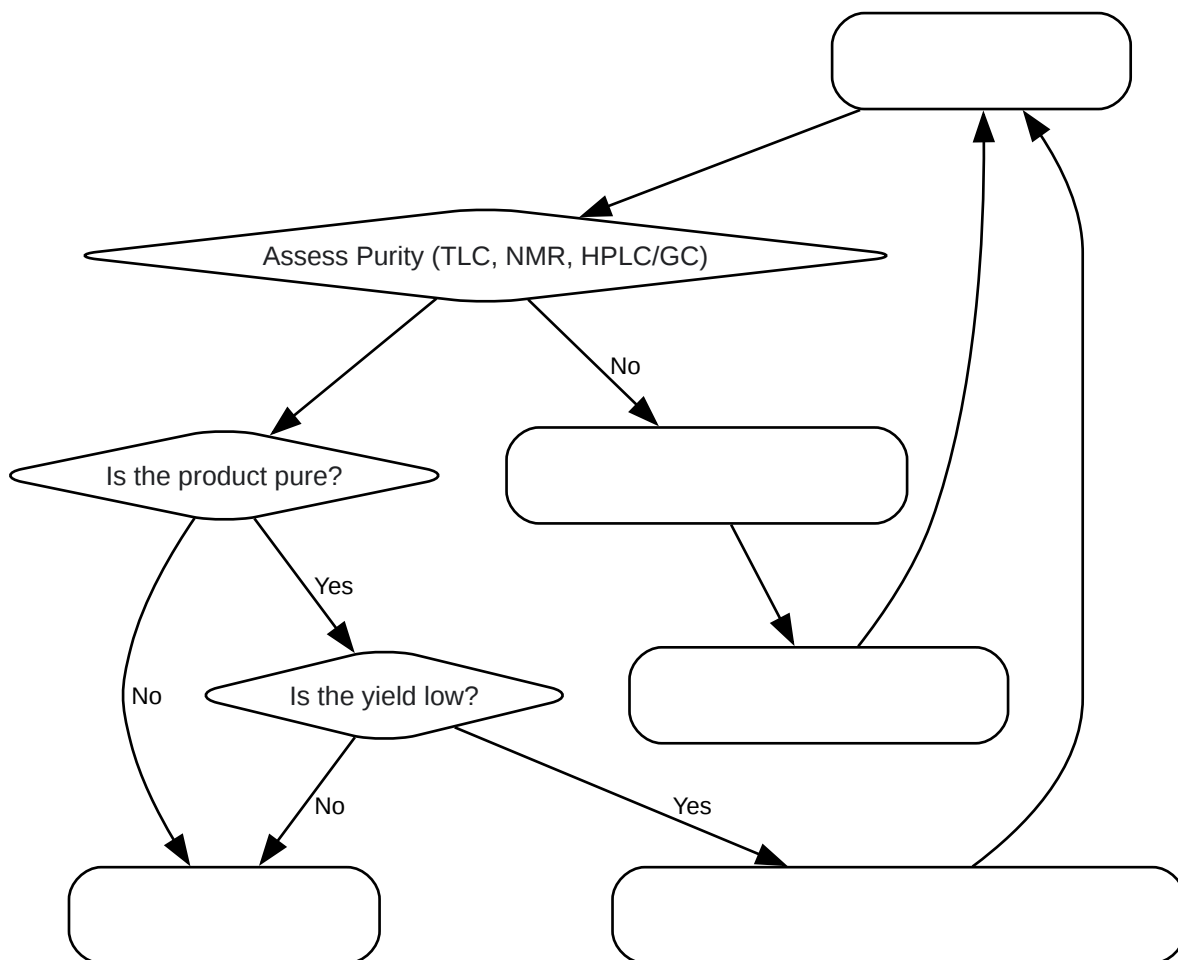 Assess Purity (TLC, NMR, HPLC/GC)
No
Is the product pure?
Yes
No
Is the yield low?
No
Yes